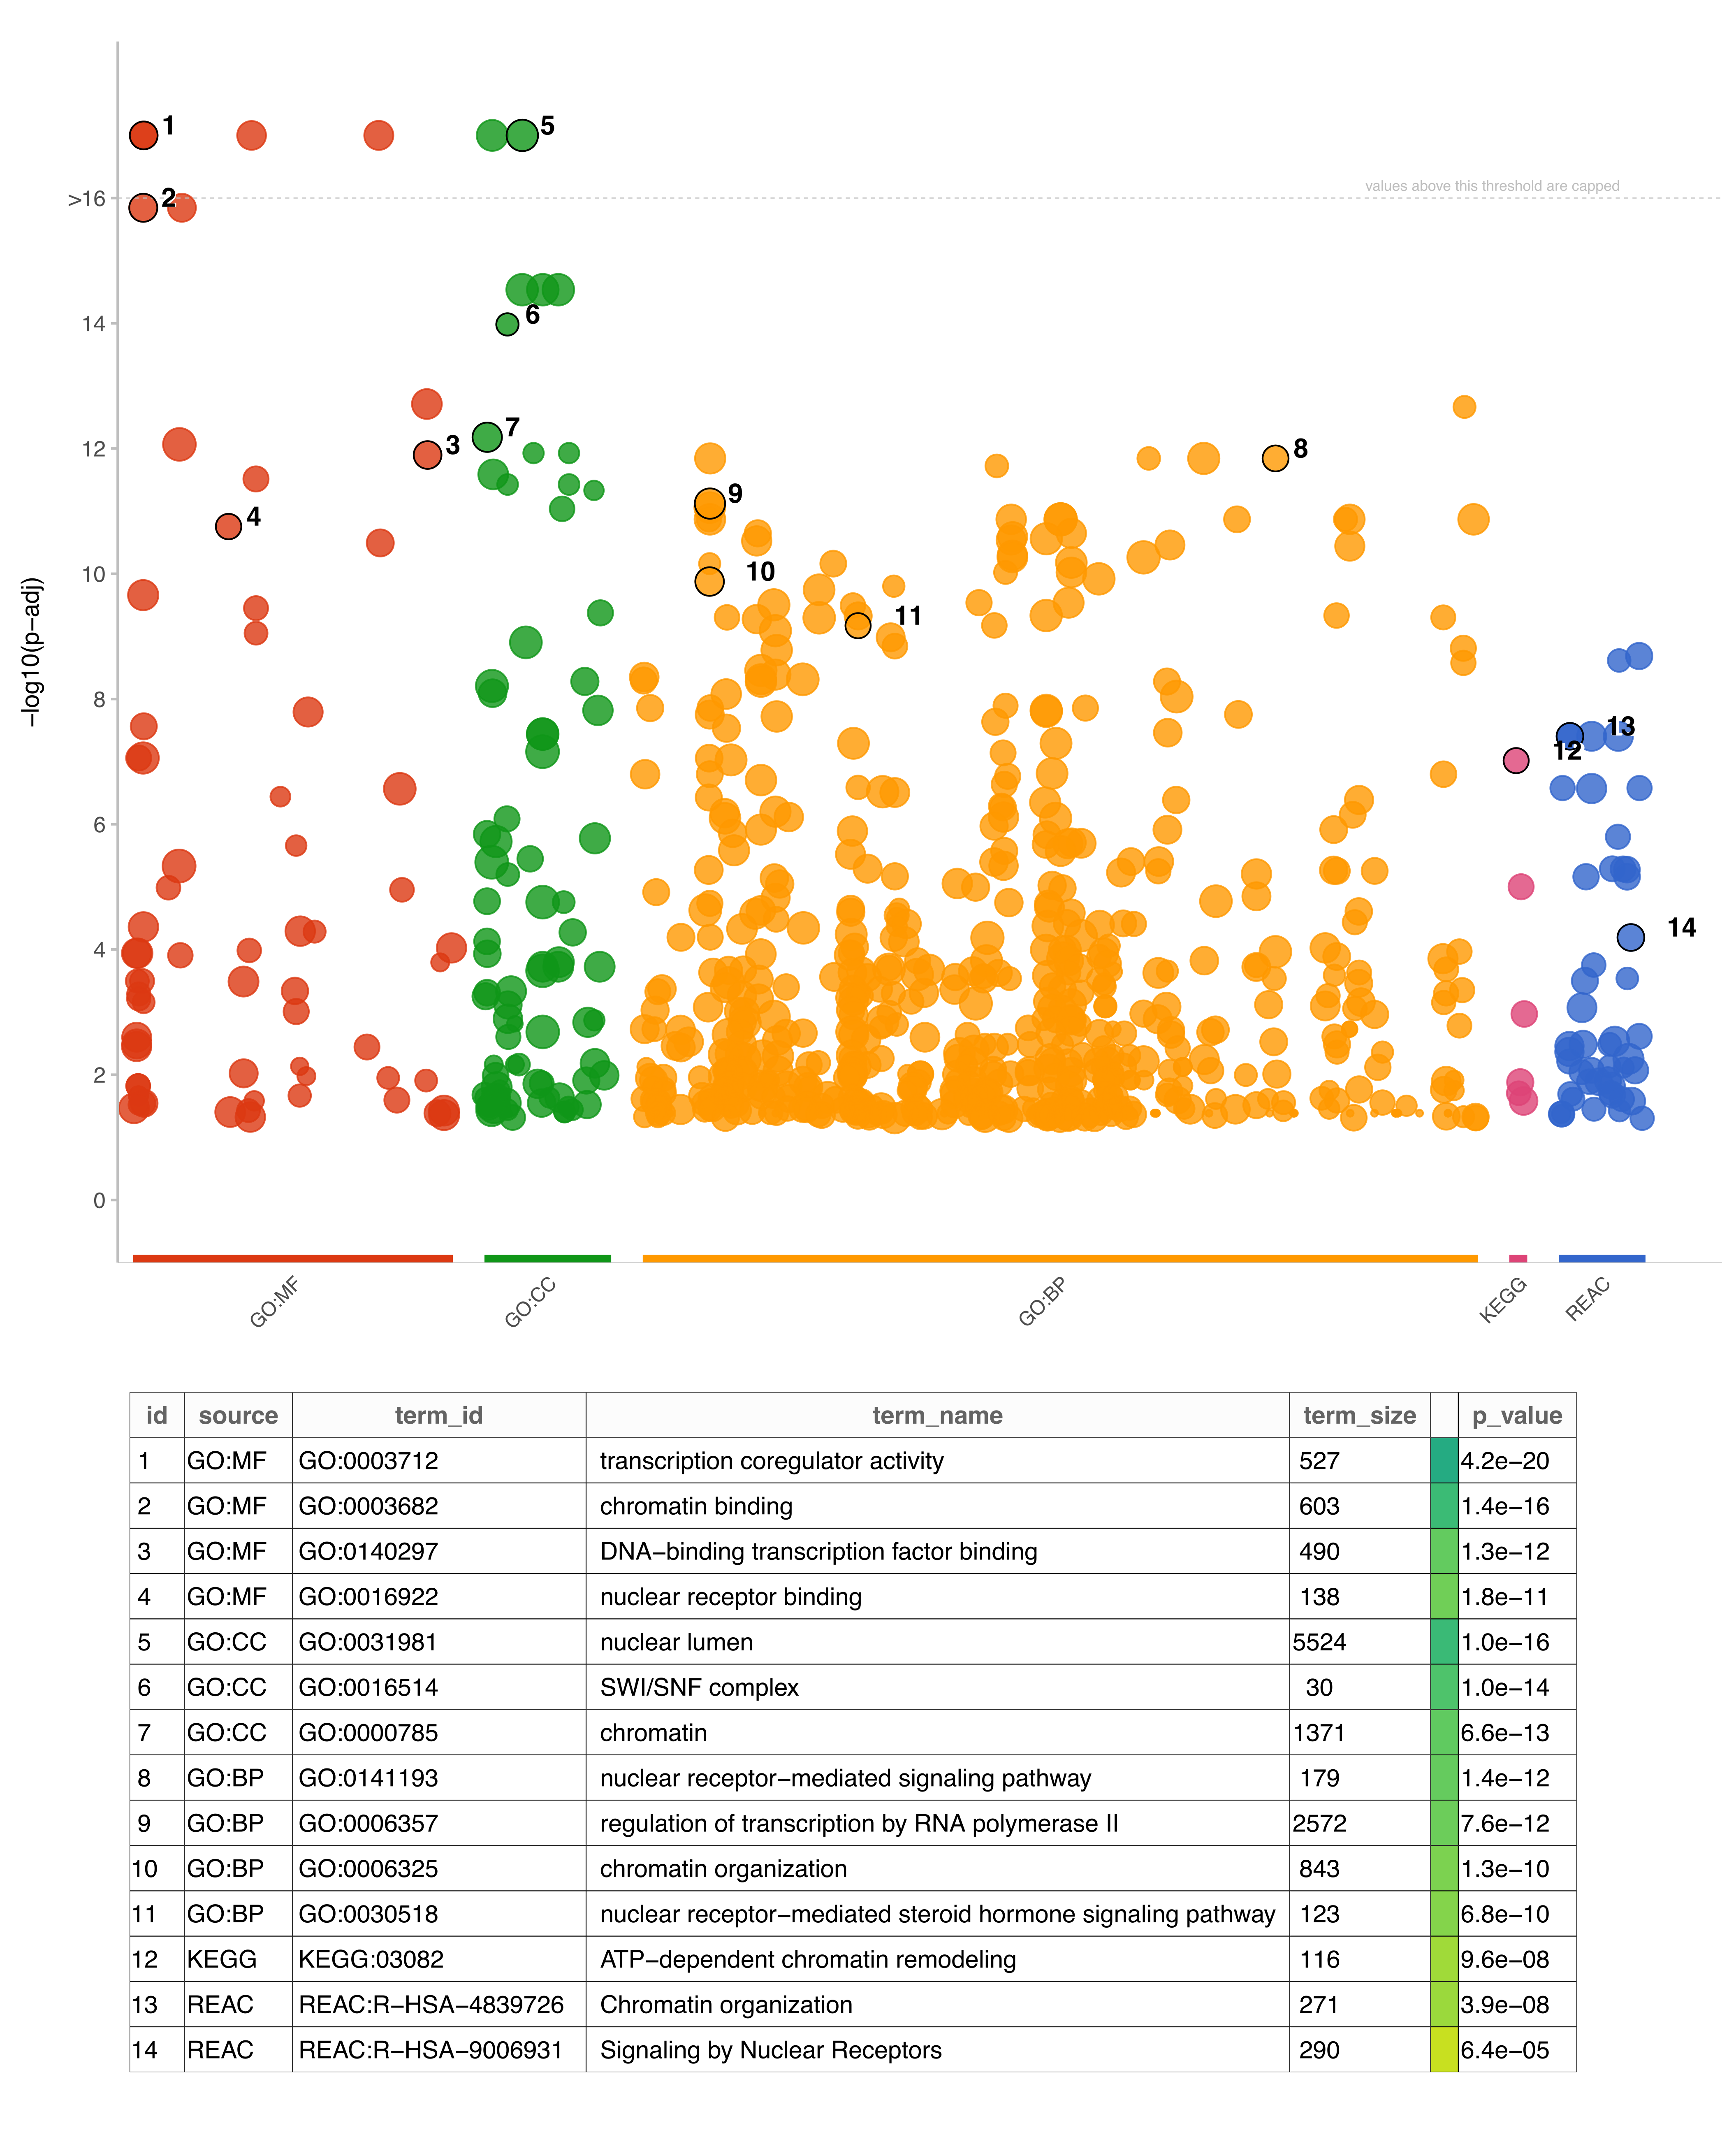 1
5
values above this threshold are capped
>16
2
14
6
12
7
3
8
9
4
10
10
11
−log10(p−adj)
8
13
12
6
4
14
2
0
GO:MF
GO:CC
GO:BP
KEGG
REAC
id source term_id term_name term_size p_value
1 GO:MF GO:0003712 transcription coregulator activity 527 4.2e−20
2 GO:MF GO:0003682 chromatin binding 603 1.4e−16
3 GO:MF GO:0140297 DNA−binding transcription factor binding 490 1.3e−12
4 GO:MF GO:0016922 nuclear receptor binding 138 1.8e−11
5 GO:CC GO:0031981 nuclear lumen 5524 1.0e−16
6 GO:CC GO:0016514 SWI/SNF complex 30 1.0e−14
7 GO:CC GO:0000785 chromatin 1371 6.6e−13
8 GO:BP GO:0141193 nuclear receptor−mediated signaling pathway 179 1.4e−12
9 GO:BP GO:0006357 regulation of transcription by RNA polymerase II 2572 7.6e−12
10 GO:BP GO:0006325 chromatin organization 843 1.3e−10
11 GO:BP GO:0030518 nuclear receptor−mediated steroid hormone signaling pathway 123 6.8e−10
12 KEGG KEGG:03082 ATP−dependent chromatin remodeling 116 9.6e−08
13 REAC REAC:R−HSA−4839726 Chromatin organization 271 3.9e−08
14 REAC REAC:R−HSA−9006931 Signaling by Nuclear Receptors 290 6.4e−05